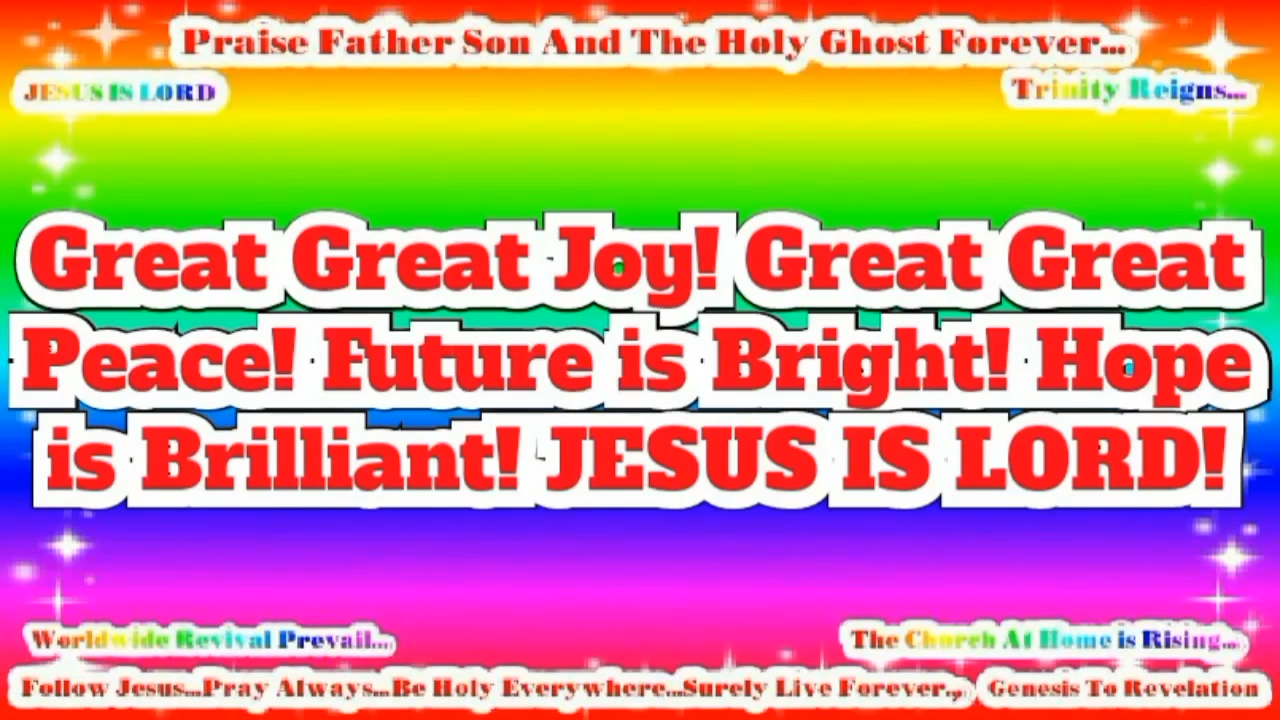 Praise Father Son And The Holy Ghost Forever...
JESUS IS LORD
Trinity Reigns...
Great Great Joy! Great Great
Peace! Future is Bright! Hope
is Brilliant! JESUS IS LORD!
Worldwide Revival Prevail...
The Church At Home is Rising...
Follow Jesus...Pray Always...Be Holy Everywhere...Surely Live Forever...
Genesis To Revelation